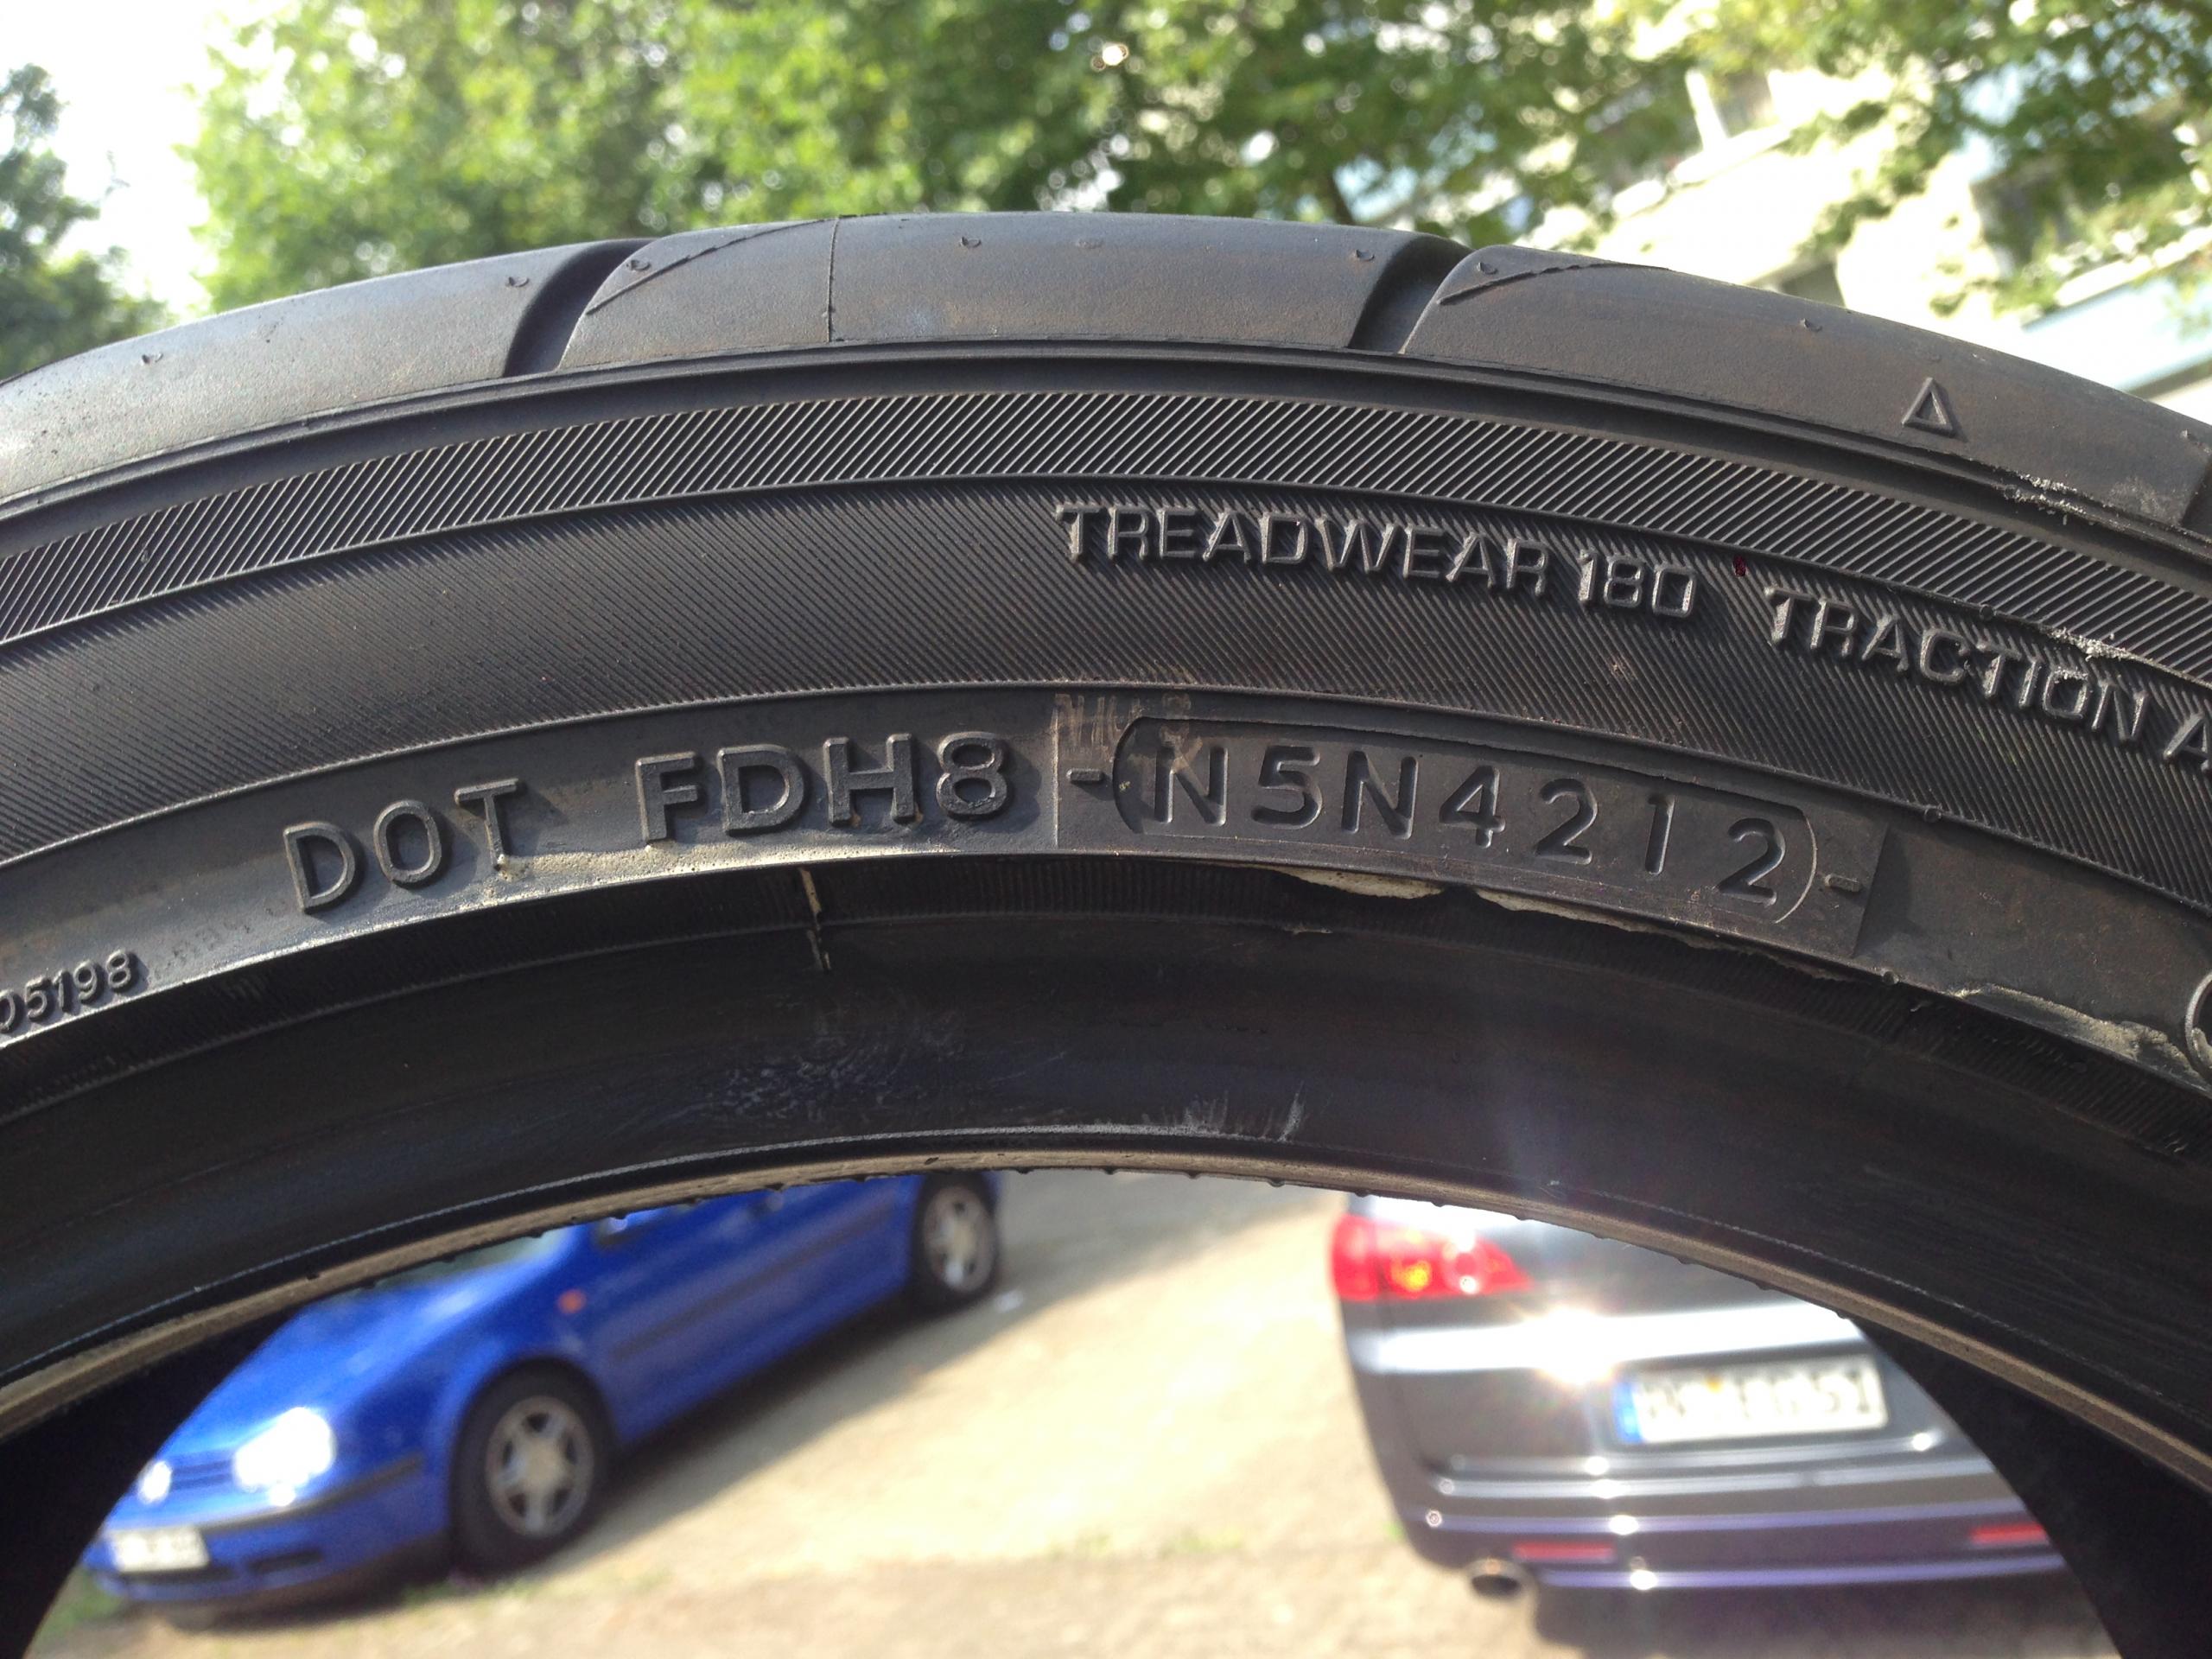 TREADWEAR 180 TRACTION A
DOT FDH8 -(N5N4212)-
05198